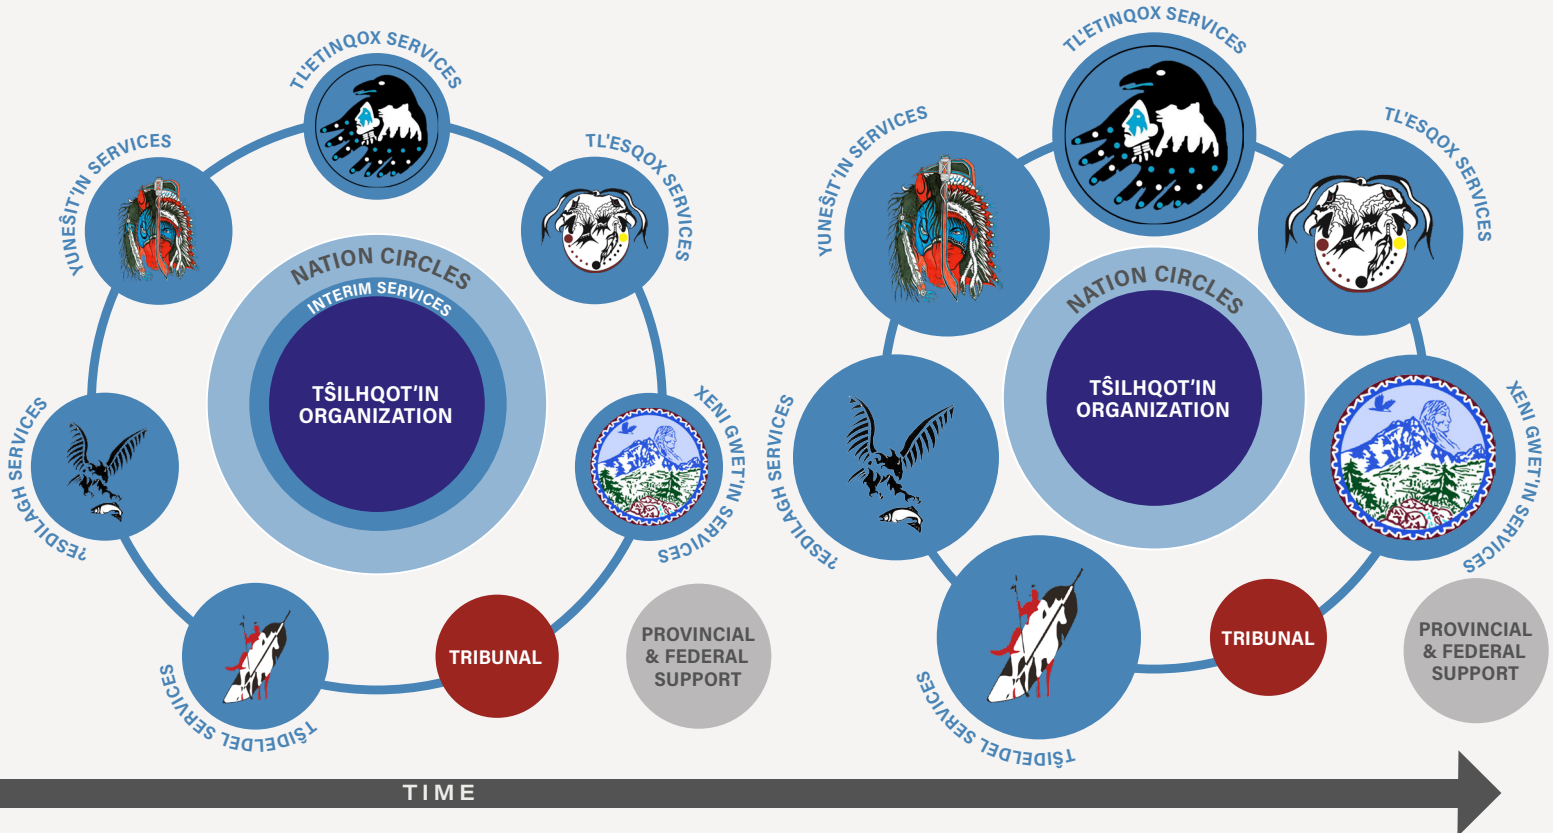 TL'ETINQOX SERVICES
YUNEŜIT'IN SERVICES
TL'ESQOX SERVICES
NATION CIRCLES
INTERIM SERVICES
TŜILHQOT'IN
ORGANIZATION
ʔESDILAGH SERVICES
XENI GWET'IN SERVICES
TŜIDELDEL SERVICES
TRIBUNAL
PROVINCIAL
& FEDERAL
SUPPORT
TL'ETINQOX SERVICES
YUNEŜIT'IN SERVICES
TL'ESQOX SERVICES
NATION CIRCLES
TŜILHQOT'IN
ORGANIZATION
ʔESDILAGH SERVICES
XENI GWET'IN SERVICES
TŜIDELDEL SERVICES
TRIBUNAL
PROVINCIAL
& FEDERAL
SUPPORT
TIME